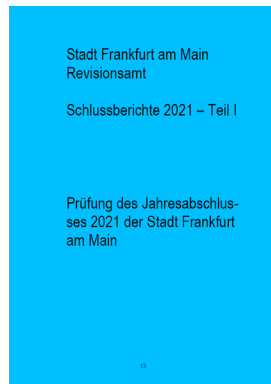 Stadt Frankfurt am Main
Revisionsamt
Schlussberichte 2021 – Teil I
Prüfung des Jahresabschlus-
ses 2021 der Stadt Frankfurt
am Main
13